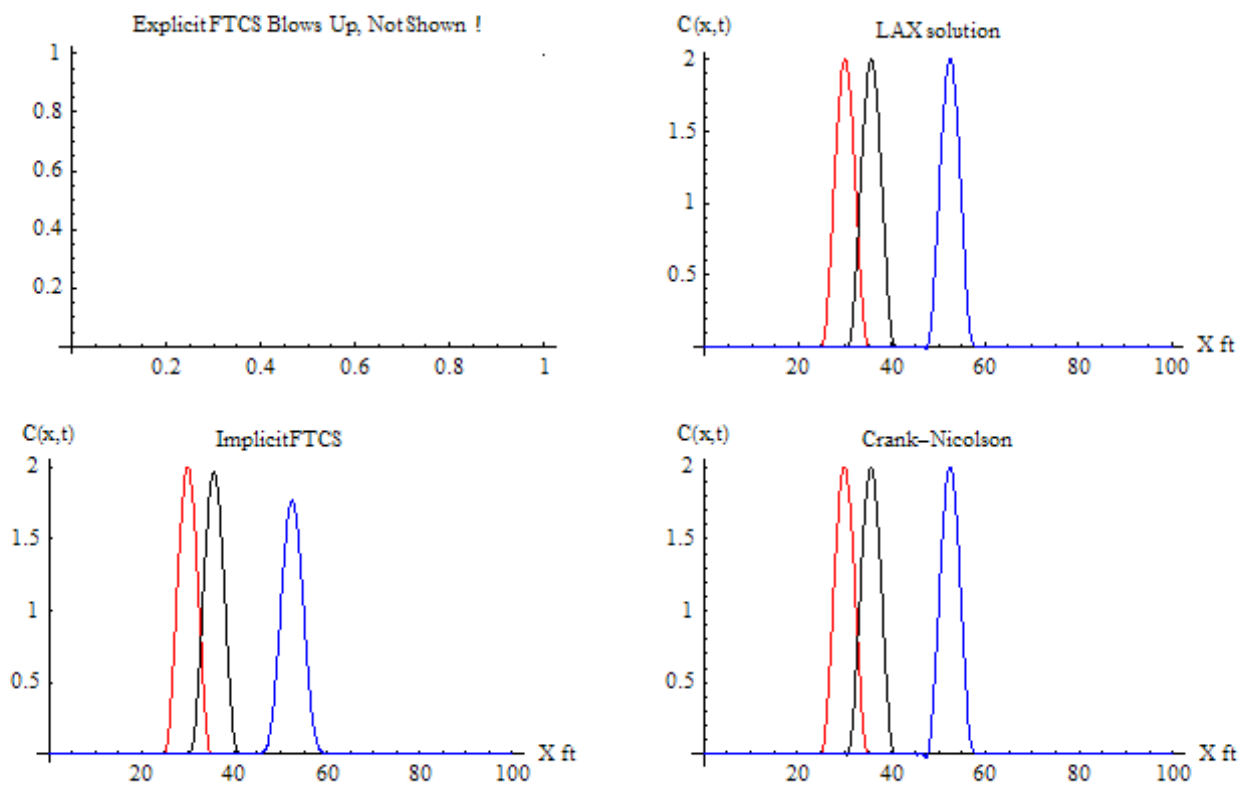 Explicit FTCS Blows Up, Not Shown !
1
0.8
0.6
0.4
0.2
0.2 0.4 0.6 0.8 1
C(x,t)
LAX solution
2
1.5
1
0.5
20 40 60 80 100
X ft
C(x,t)
Implicit FTCS
2
1.5
1
0.5
20 40 60 80 100
X ft
C(x,t)
Crank–Nicolson
2
1.5
1
0.5
20 40 60 80 100
X ft